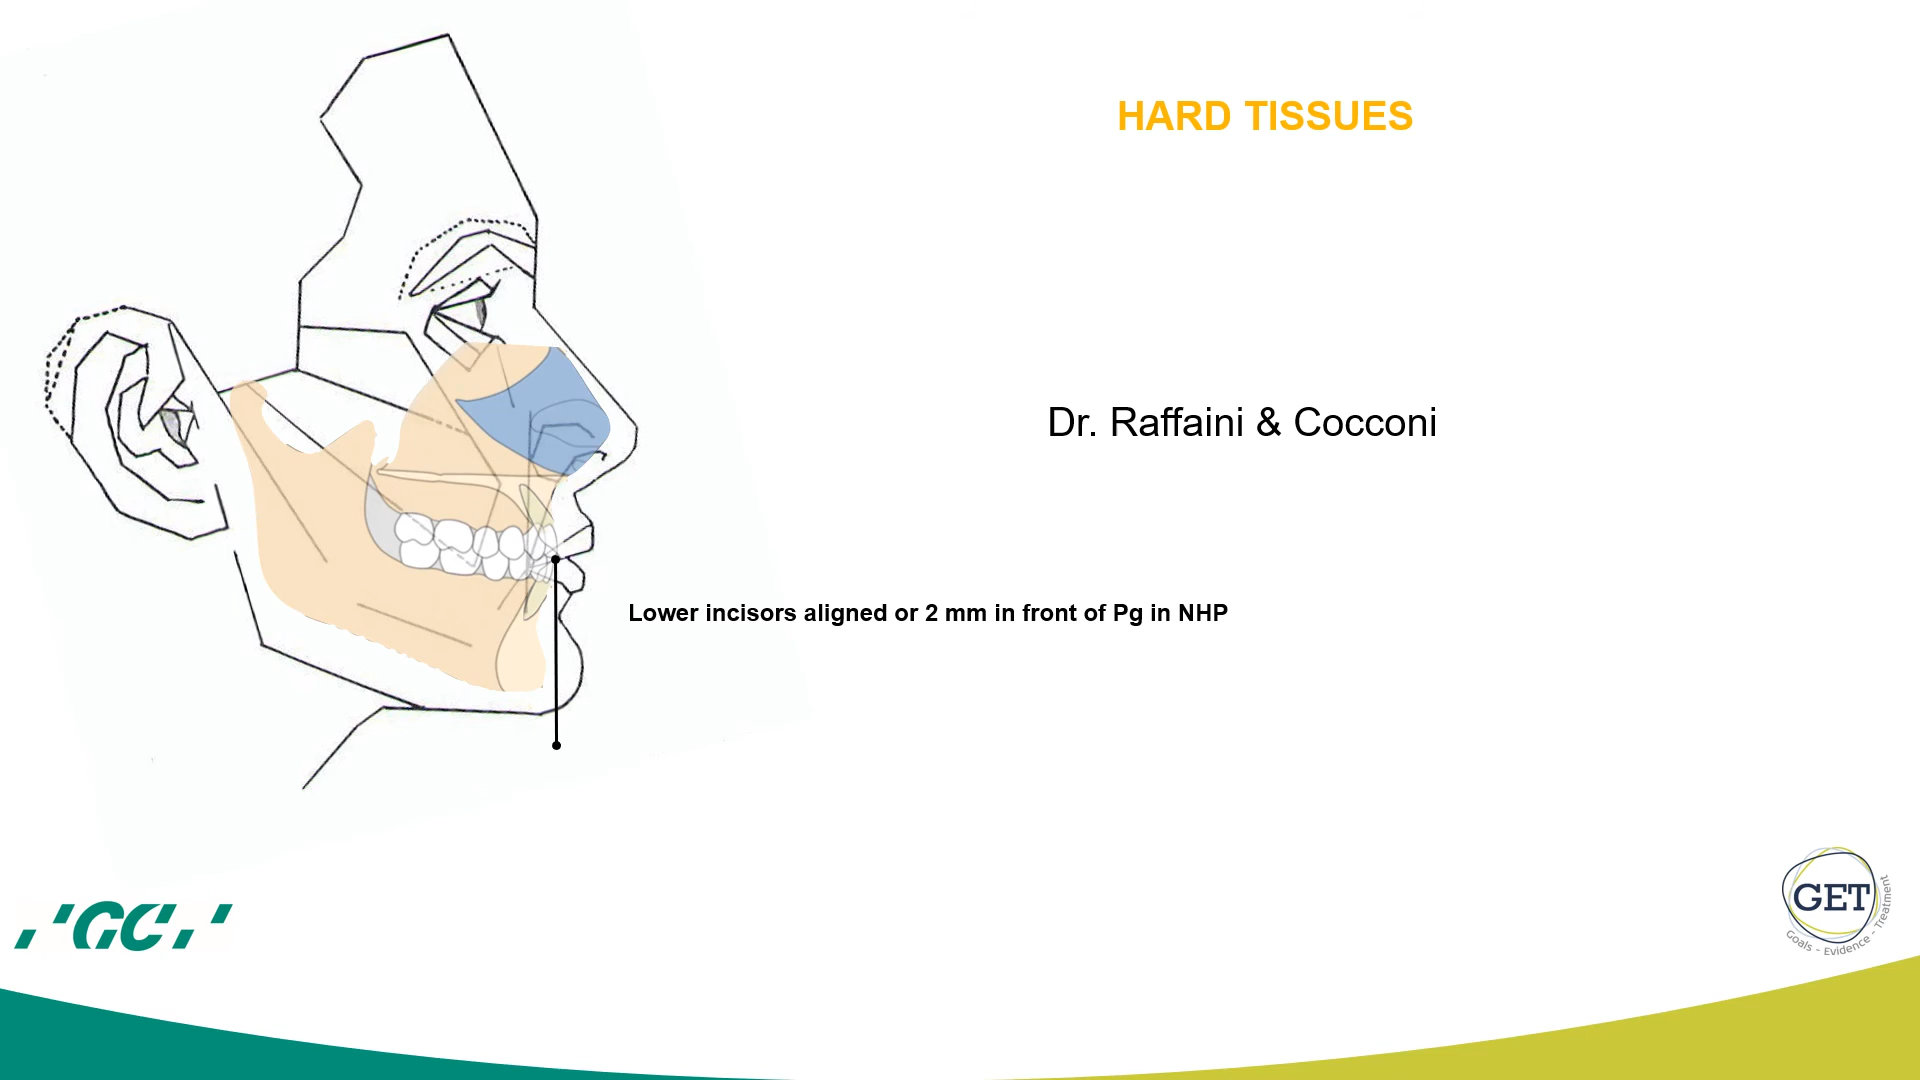 HARD TISSUES
Dr. Raffaini & Cocconi
Lower incisors aligned or 2 mm in front of Pg in NHP
GC
GET
Goals - Evidence - Treatment